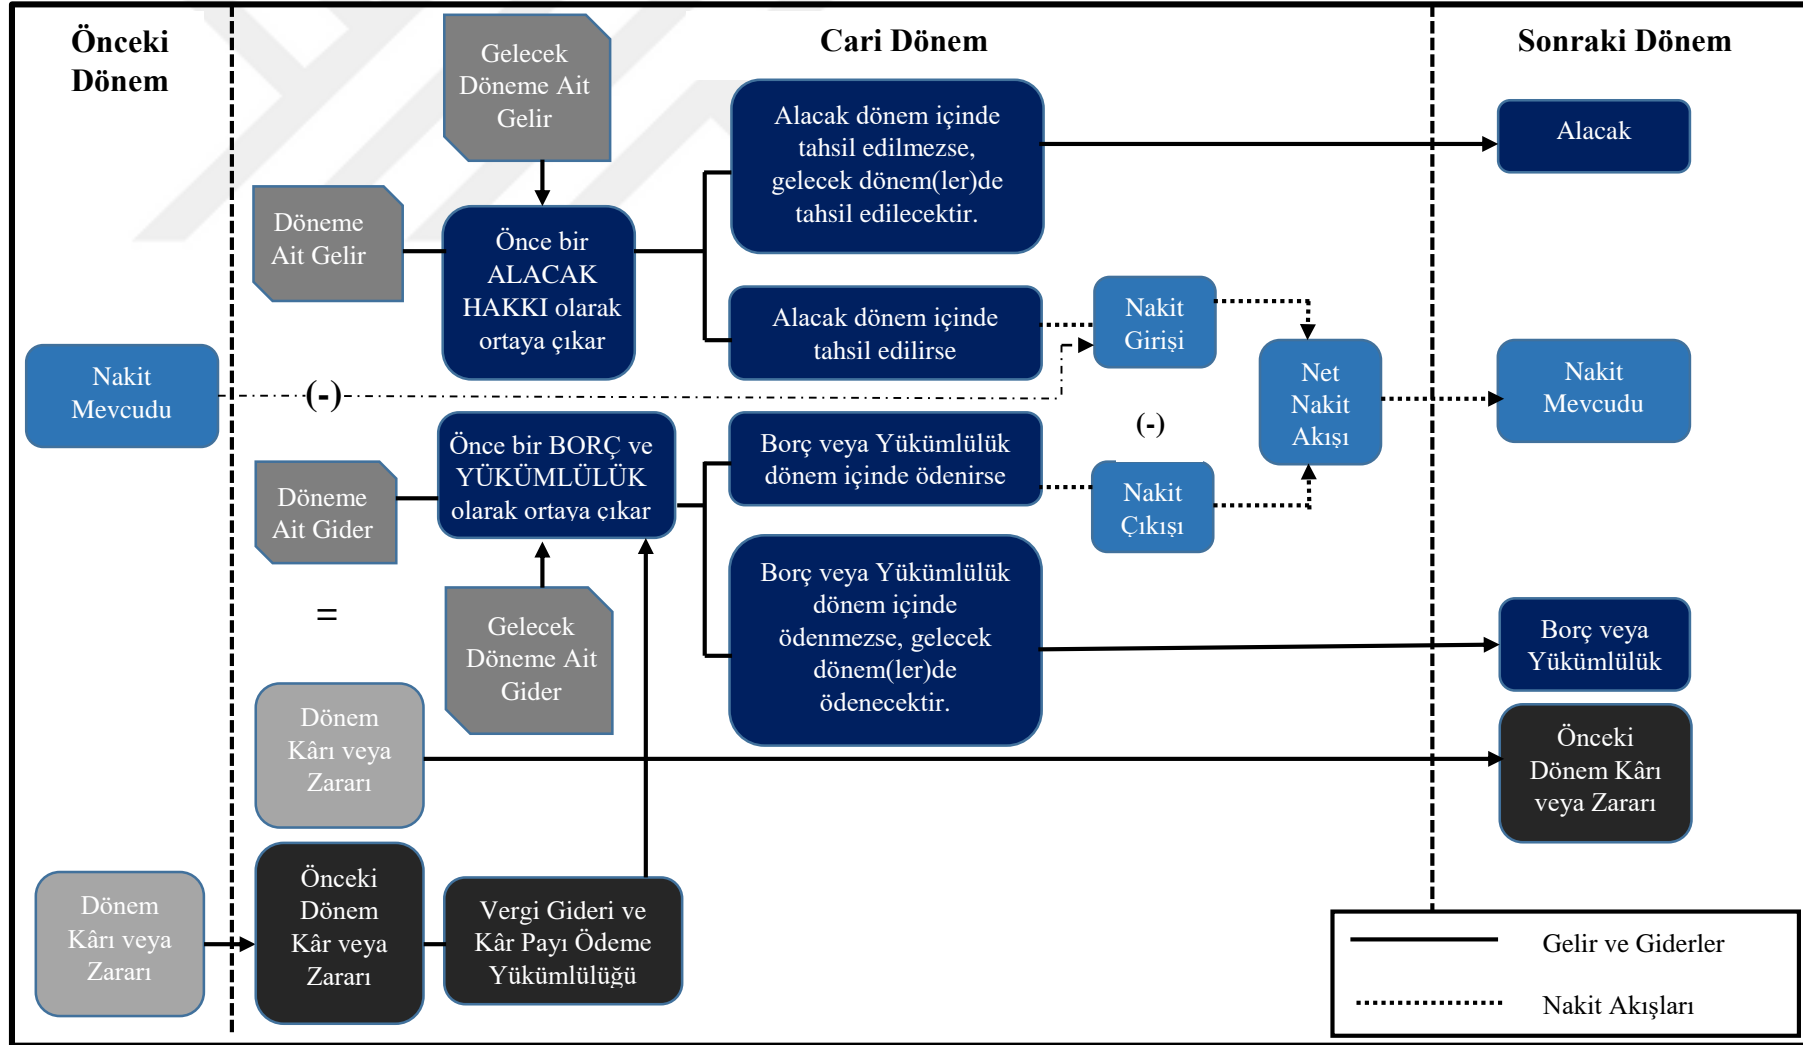 Önceki
Dönem
Cari Dönem
Sonraki Dönem
Gelecek
Döneme Ait
Gelir
Döneme
Ait Gelir
Önce bir
ALACAK
HAKKI olarak
ortaya çıkar
Alacak dönem içinde
tahsil edilmezse,
gelecek dönem(ler)de
tahsil edilecektir.
Alacak
Alacak dönem içinde
tahsil edilirse
Nakit
Girişi
Nakit
Mevcudu
(-)
Net
Nakit
Akışı
Nakit
Mevcudu
(-)
Önce bir BORÇ ve
YÜKÜMLÜLÜK
olarak ortaya çıkar
Borç veya Yükümlülük
dönem içinde ödenirse
Nakit
Çıkışı
Döneme
Ait Gider
=
Gelecek
Döneme Ait
Gider
Borç veya Yükümlülük
dönem içinde
ödenmezse, gelecek
dönem(ler)de
ödenecektir.
Borç veya
Yükümlülük
Dönem
Kârı veya
Zararı
Önceki
Dönem Kârı
veya Zararı
Dönem
Kârı veya
Zararı
Önceki
Dönem
Kâr veya
Zararı
Vergi Gideri ve
Kâr Payı Ödeme
Yükümlülüğü
Gelir ve Giderler
Nakit Akışları